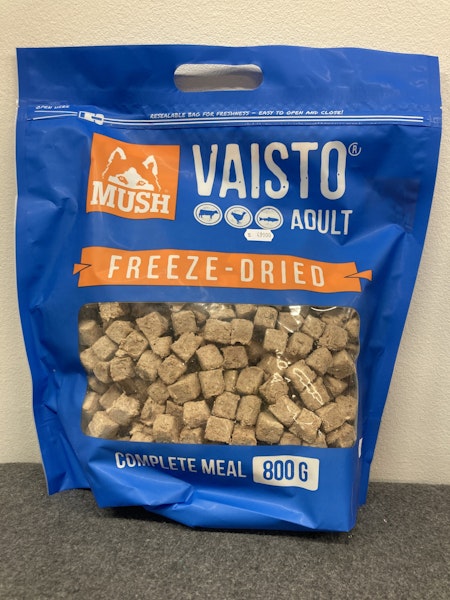 OPEN HERE
RESEALABLE BAG FOR FRESHNESS – EASY TO OPEN AND CLOSE!
MUSH
VAISTO®
ADULT
FREEZE-DRIED
COMPLETE MEAL 800 G